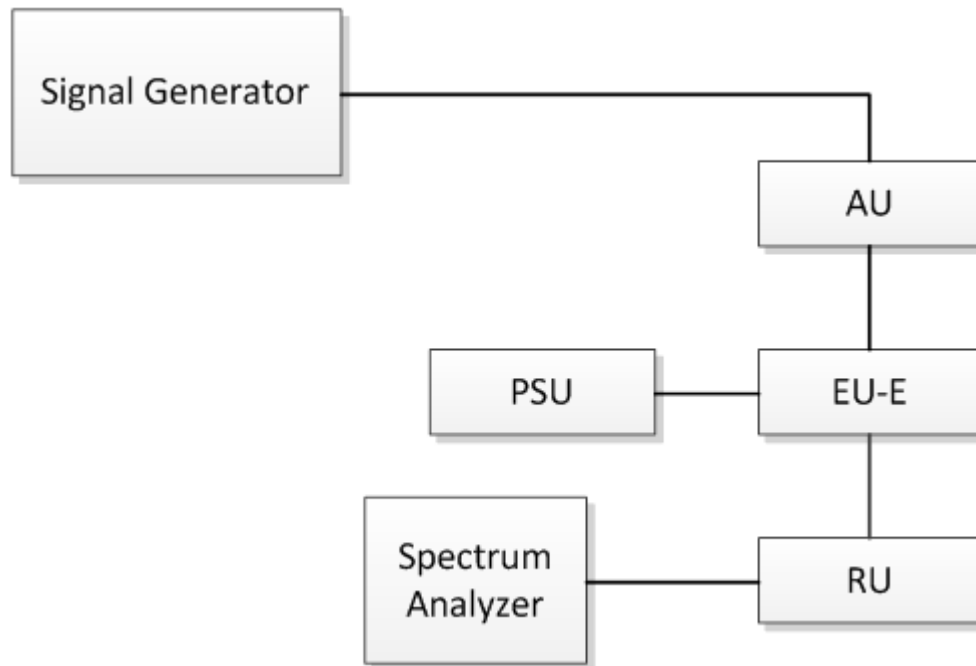 Signal Generator
AU
PSU
EU-E
Spectrum
Analyzer
RU